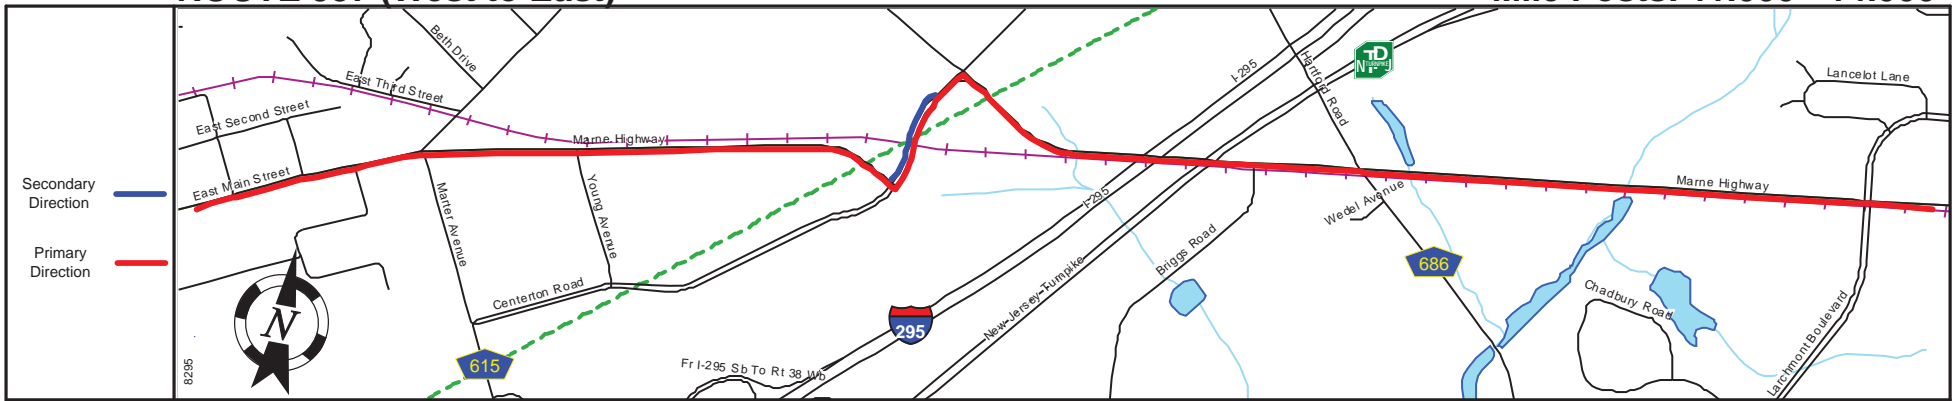 Secondary
Direction
Primary
Direction
Beth Drive
East Third Street
East Second Street
East Main Street
Marne Highway
Marter Avenue
Young Avenue
Centerton Road
615
N
8295
Fr I-295 Sb To Rt 38 Wb
295
I-295
I-295
New Jersey Turnpike
Briggs Road
Hartford Road
N TURNPIKE J
Wedel Avenue
686
Marne Highway
Lancelot Lane
Chadbury Road
Larchmont Boulevard